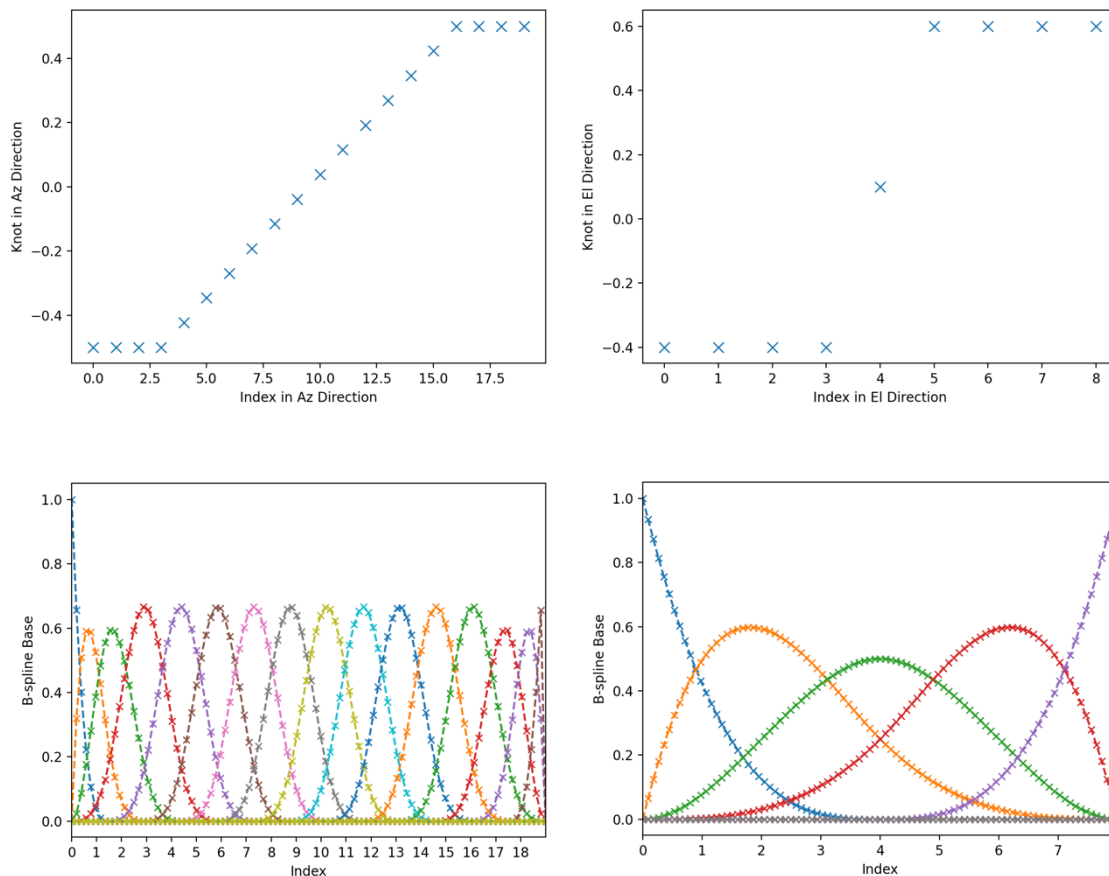 0.4
0.2
0.0
−0.2
−0.4
Knot in Az Direction
0.0 2.5 5.0 7.5 10.0 12.5 15.0 17.5
Index in Az Direction
0.6
0.4
0.2
0.0
−0.2
−0.4
Knot in El Direction
0 1 2 3 4 5 6 7 8
Index in El Direction
1.0
0.8
0.6
0.4
0.2
0.0
B-spline Base
0 1 2 3 4 5 6 7 8 9 10 11 12 13 14 15 16 17 18
Index
1.0
0.8
0.6
0.4
0.2
0.0
B-spline Base
0 1 2 3 4 5 6 7
Index